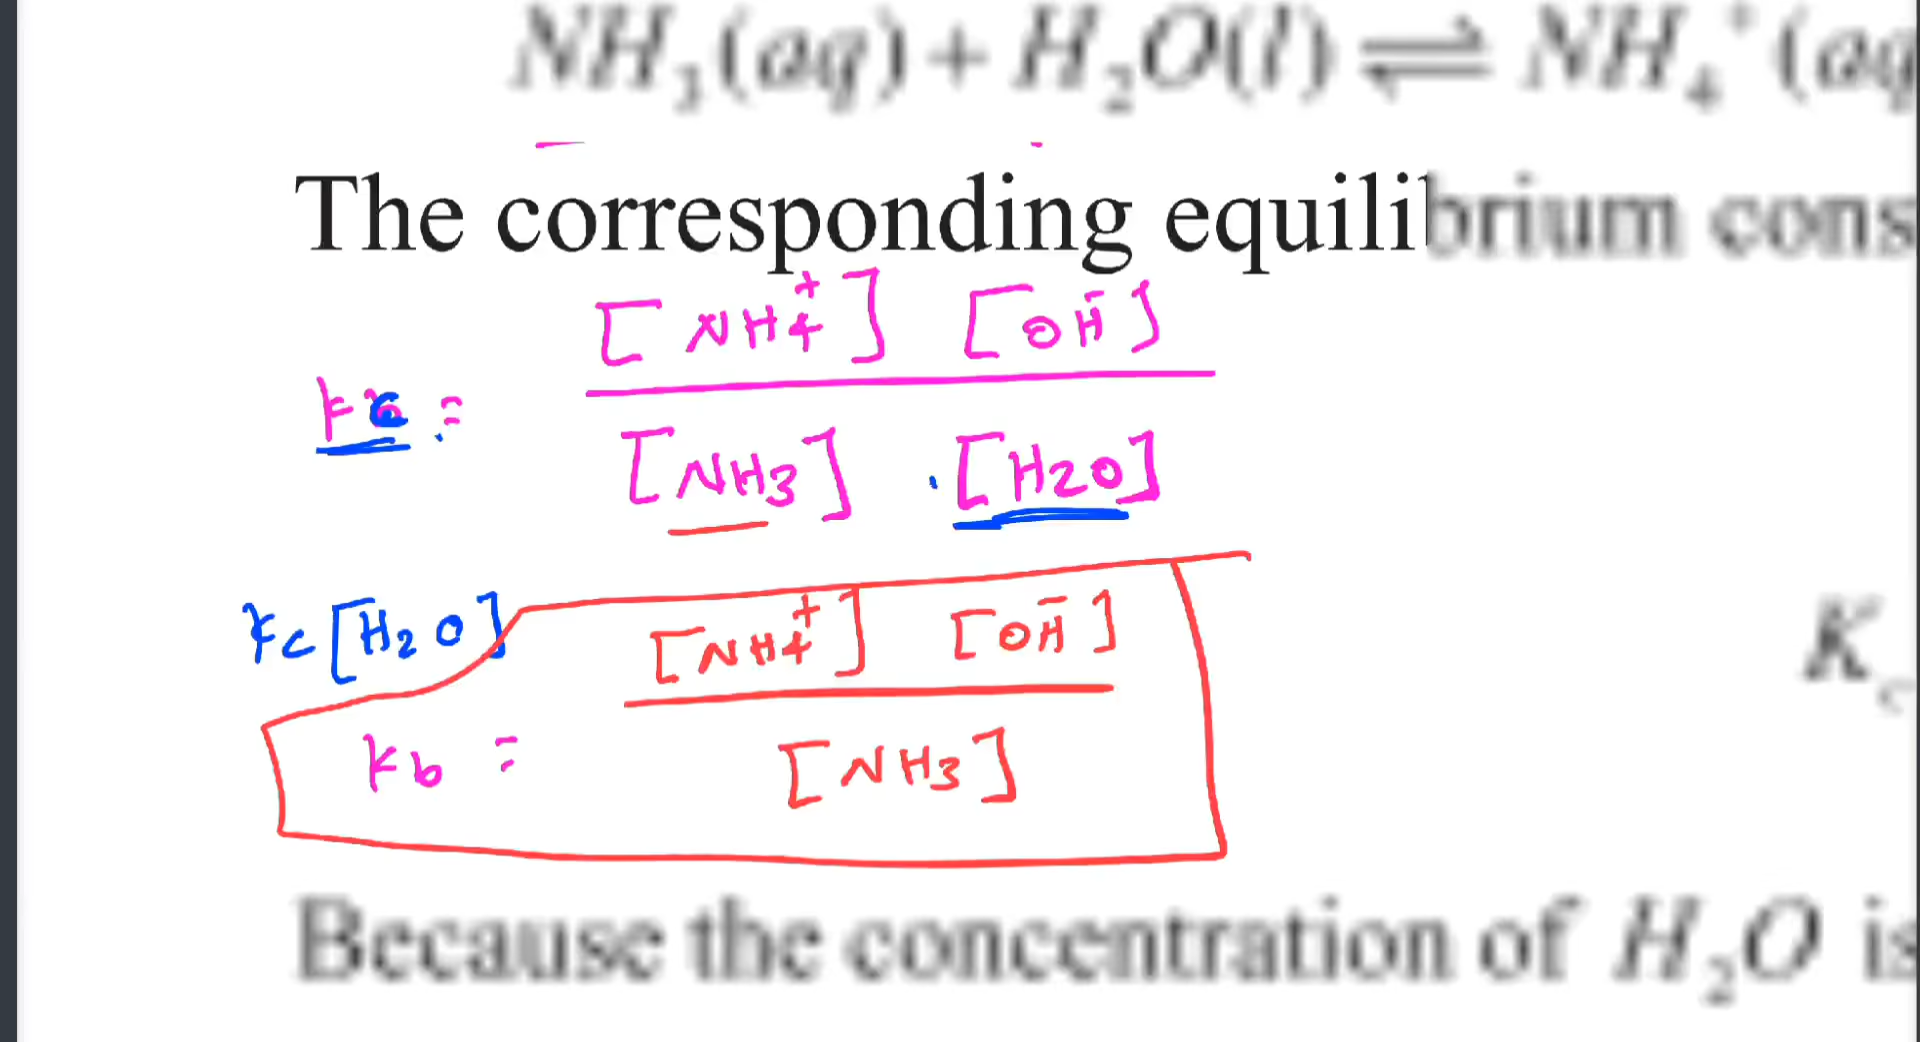 NH₃(aq) + H₂O(l) ⇌ NH₄⁺(aq
The corresponding equilibrium cons
[NH₄⁺] [OH⁻]
kc =
[NH3] . [H2O]
kc[H₂O] [NH₄⁺] [OH⁻]
K꜀
kb = [NH3]
Because the concentration of H₂O is